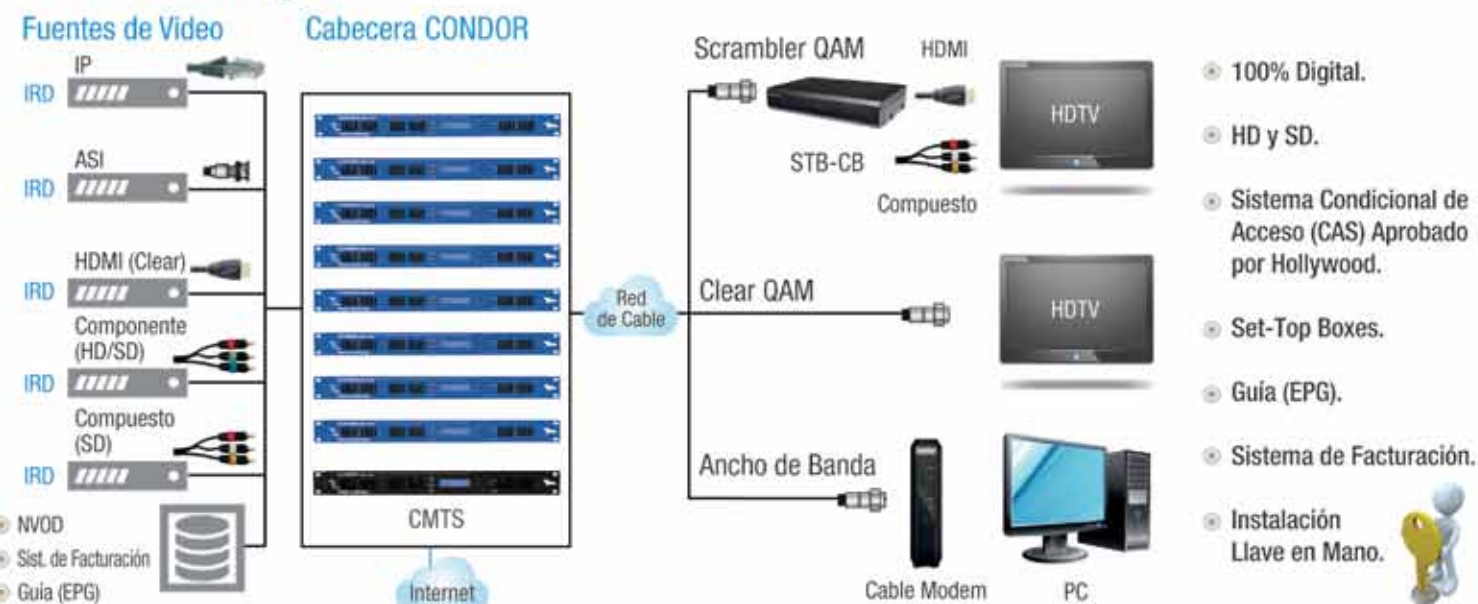 Fuentes de Video
IP
IRD
ASI
IRD
HDMI (Clear)
IRD
Componente
(HD/SD)
IRD
Compuesto
(SD)
IRD
NVOD
Sist. de Facturación
Guía (EPG)
Cabecera CONDOR
CMTS
Internet
Red
de Cable
Scrambler QAM
HDMI
STB-CB
Compuesto
HDTV
Clear QAM
HDTV
Ancho de Banda
Cable Modem
PC
100% Digital.
HD y SD.
Sistema Condicional de
Acceso (CAS) Aprobado
por Hollywood.
Set-Top Boxes.
Guía (EPG).
Sistema de Facturación.
Instalación
Llave en Mano.